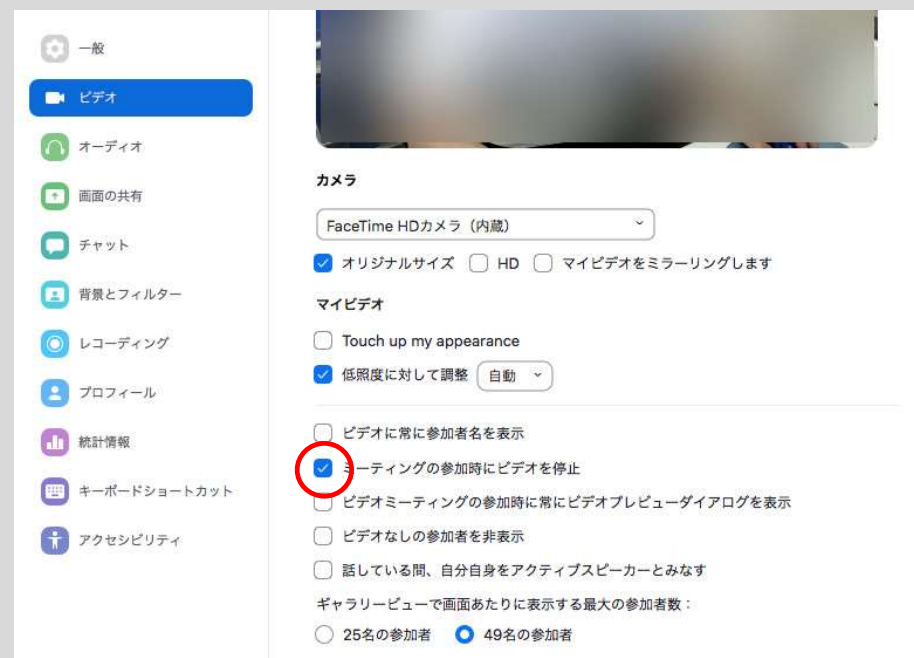 一般
ビデオ
オーディオ
画面の共有
チャット
背景とフィルター
レコーディング
プロフィール
統計情報
キーボードショートカット
アクセシビリティ
カメラ
FaceTime HDカメラ（内蔵）
オリジナルサイズ HD マイビデオをミラーリングします
マイビデオ
Touch up my appearance
低照度に対して調整 自動
ビデオに常に参加者名を表示
ミーティングの参加時にビデオを停止
ビデオミーティングの参加時に常にビデオプレビューダイアログを表示
ビデオなしの参加者を非表示
話している間、自分自身をアクティブスピーカーとみなす
ギャラリービューで画面あたりに表示する最大の参加者数：
25名の参加者 49名の参加者